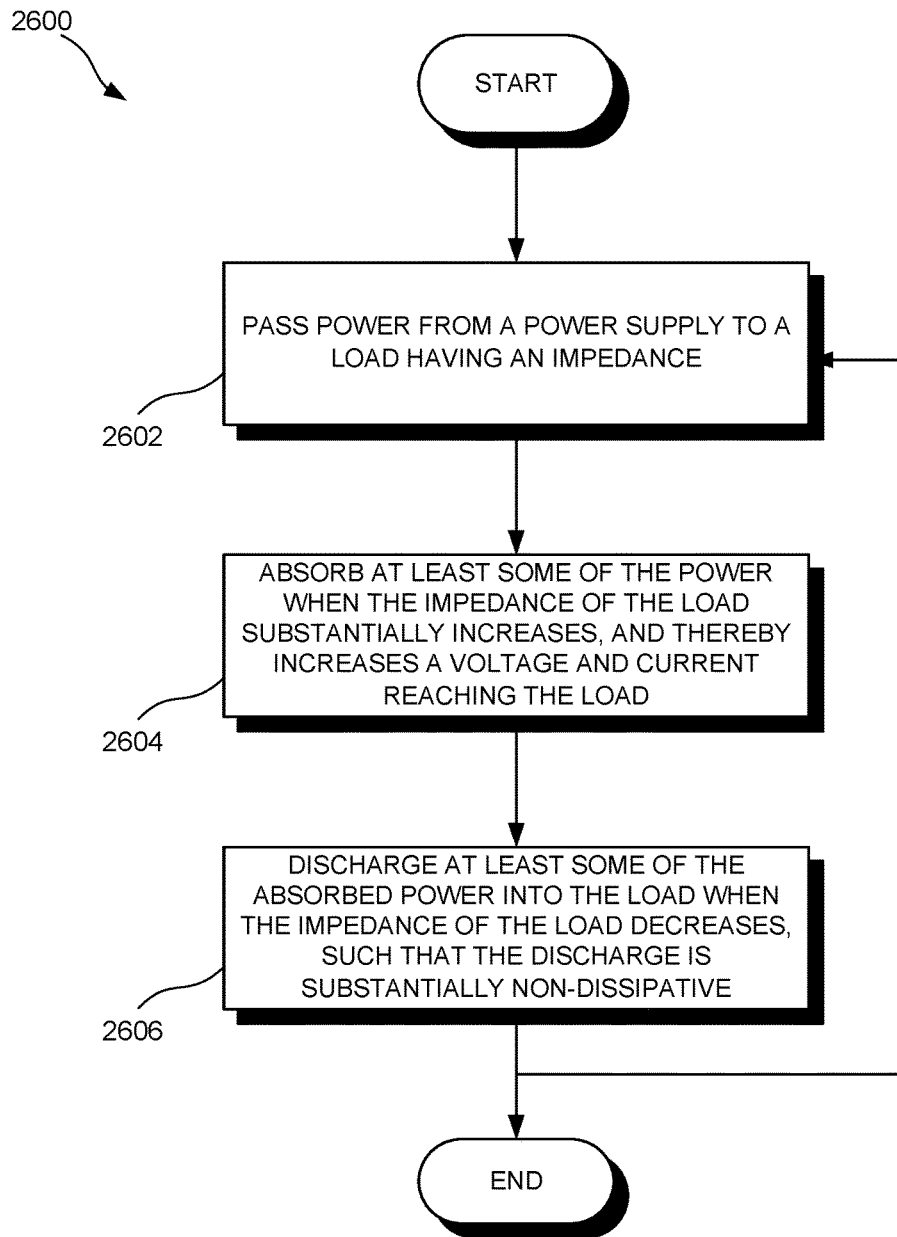 2600
START
PASS POWER FROM A POWER SUPPLY TO A
LOAD HAVING AN IMPEDANCE
2602
ABSORB AT LEAST SOME OF THE POWER
WHEN THE IMPEDANCE OF THE LOAD
SUBSTANTIALLY INCREASES, AND THEREBY
INCREASES A VOLTAGE AND CURRENT
REACHING THE LOAD
2604
DISCHARGE AT LEAST SOME OF THE
ABSORBED POWER INTO THE LOAD WHEN
THE IMPEDANCE OF THE LOAD DECREASES,
SUCH THAT THE DISCHARGE IS
SUBSTANTIALLY NON-DISSIPATIVE
2606
END